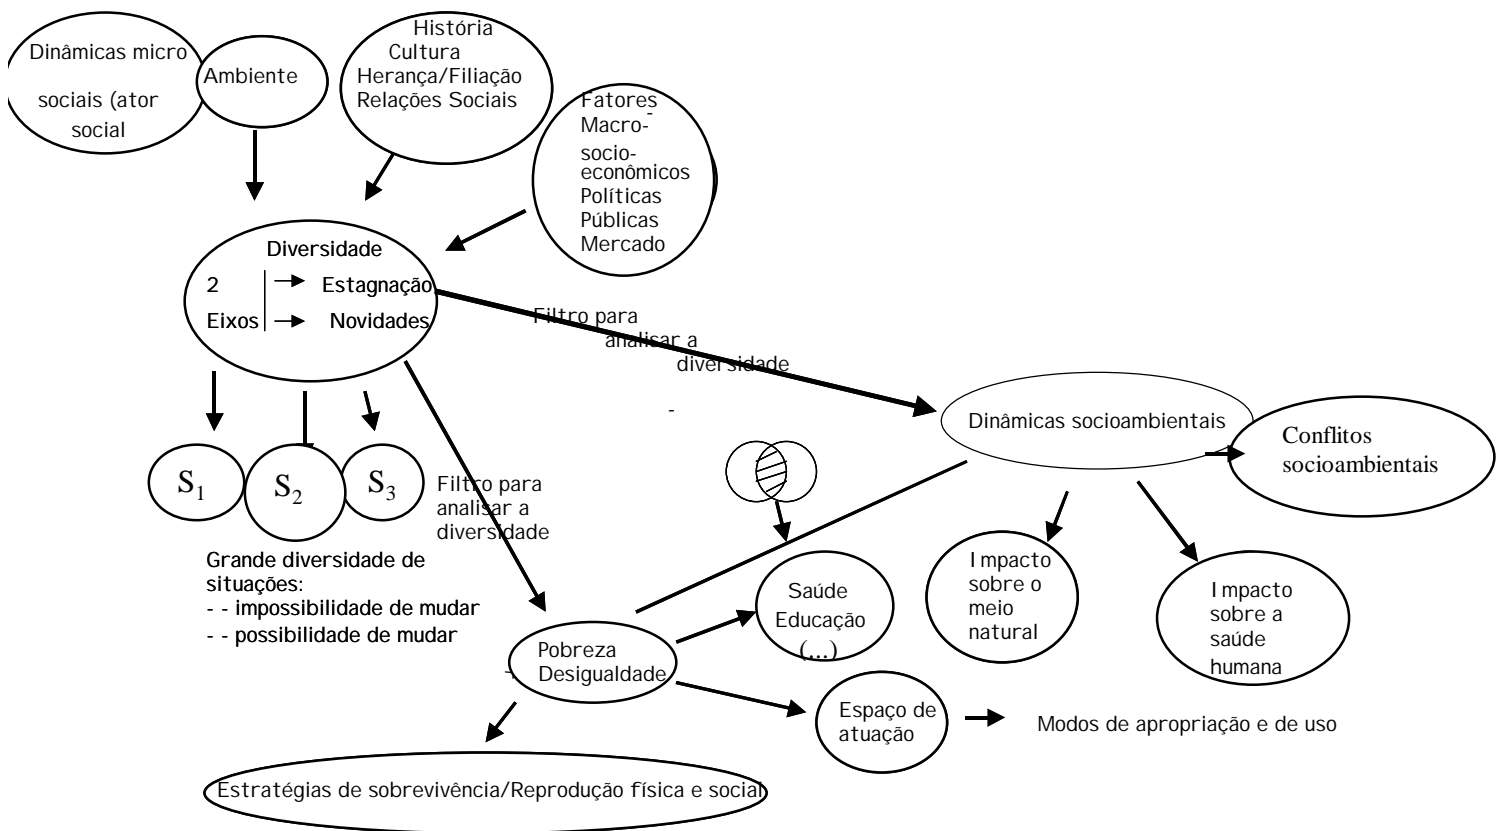 Dinâmicas micro
sociais (ator
social
Ambiente
História
Cultura
Herança/Filiação
Relações Sociais
Fatores
Macro-
socio-
econômicos
Políticas
Públicas
Mercado
Diversidade
2 → Estagnação
Eixos → Novidades
Filtro para
analisar a
diversidade
-
Dinâmicas socioambientais
Conflitos
socioambientais
S₁
S₂
S₃
Filtro para
analisar a
diversidade
Grande diversidade de
situações:
- - impossibilidade de mudar
- - possibilidade de mudar
Pobreza
Desigualdade
Saúde
Educação
(...)
Impacto
sobre o
meio
natural
Impacto
sobre a
saúde
humana
Espaço de
atuação
Modos de apropriação e de uso
Estratégias de sobrevivência/Reprodução física e social